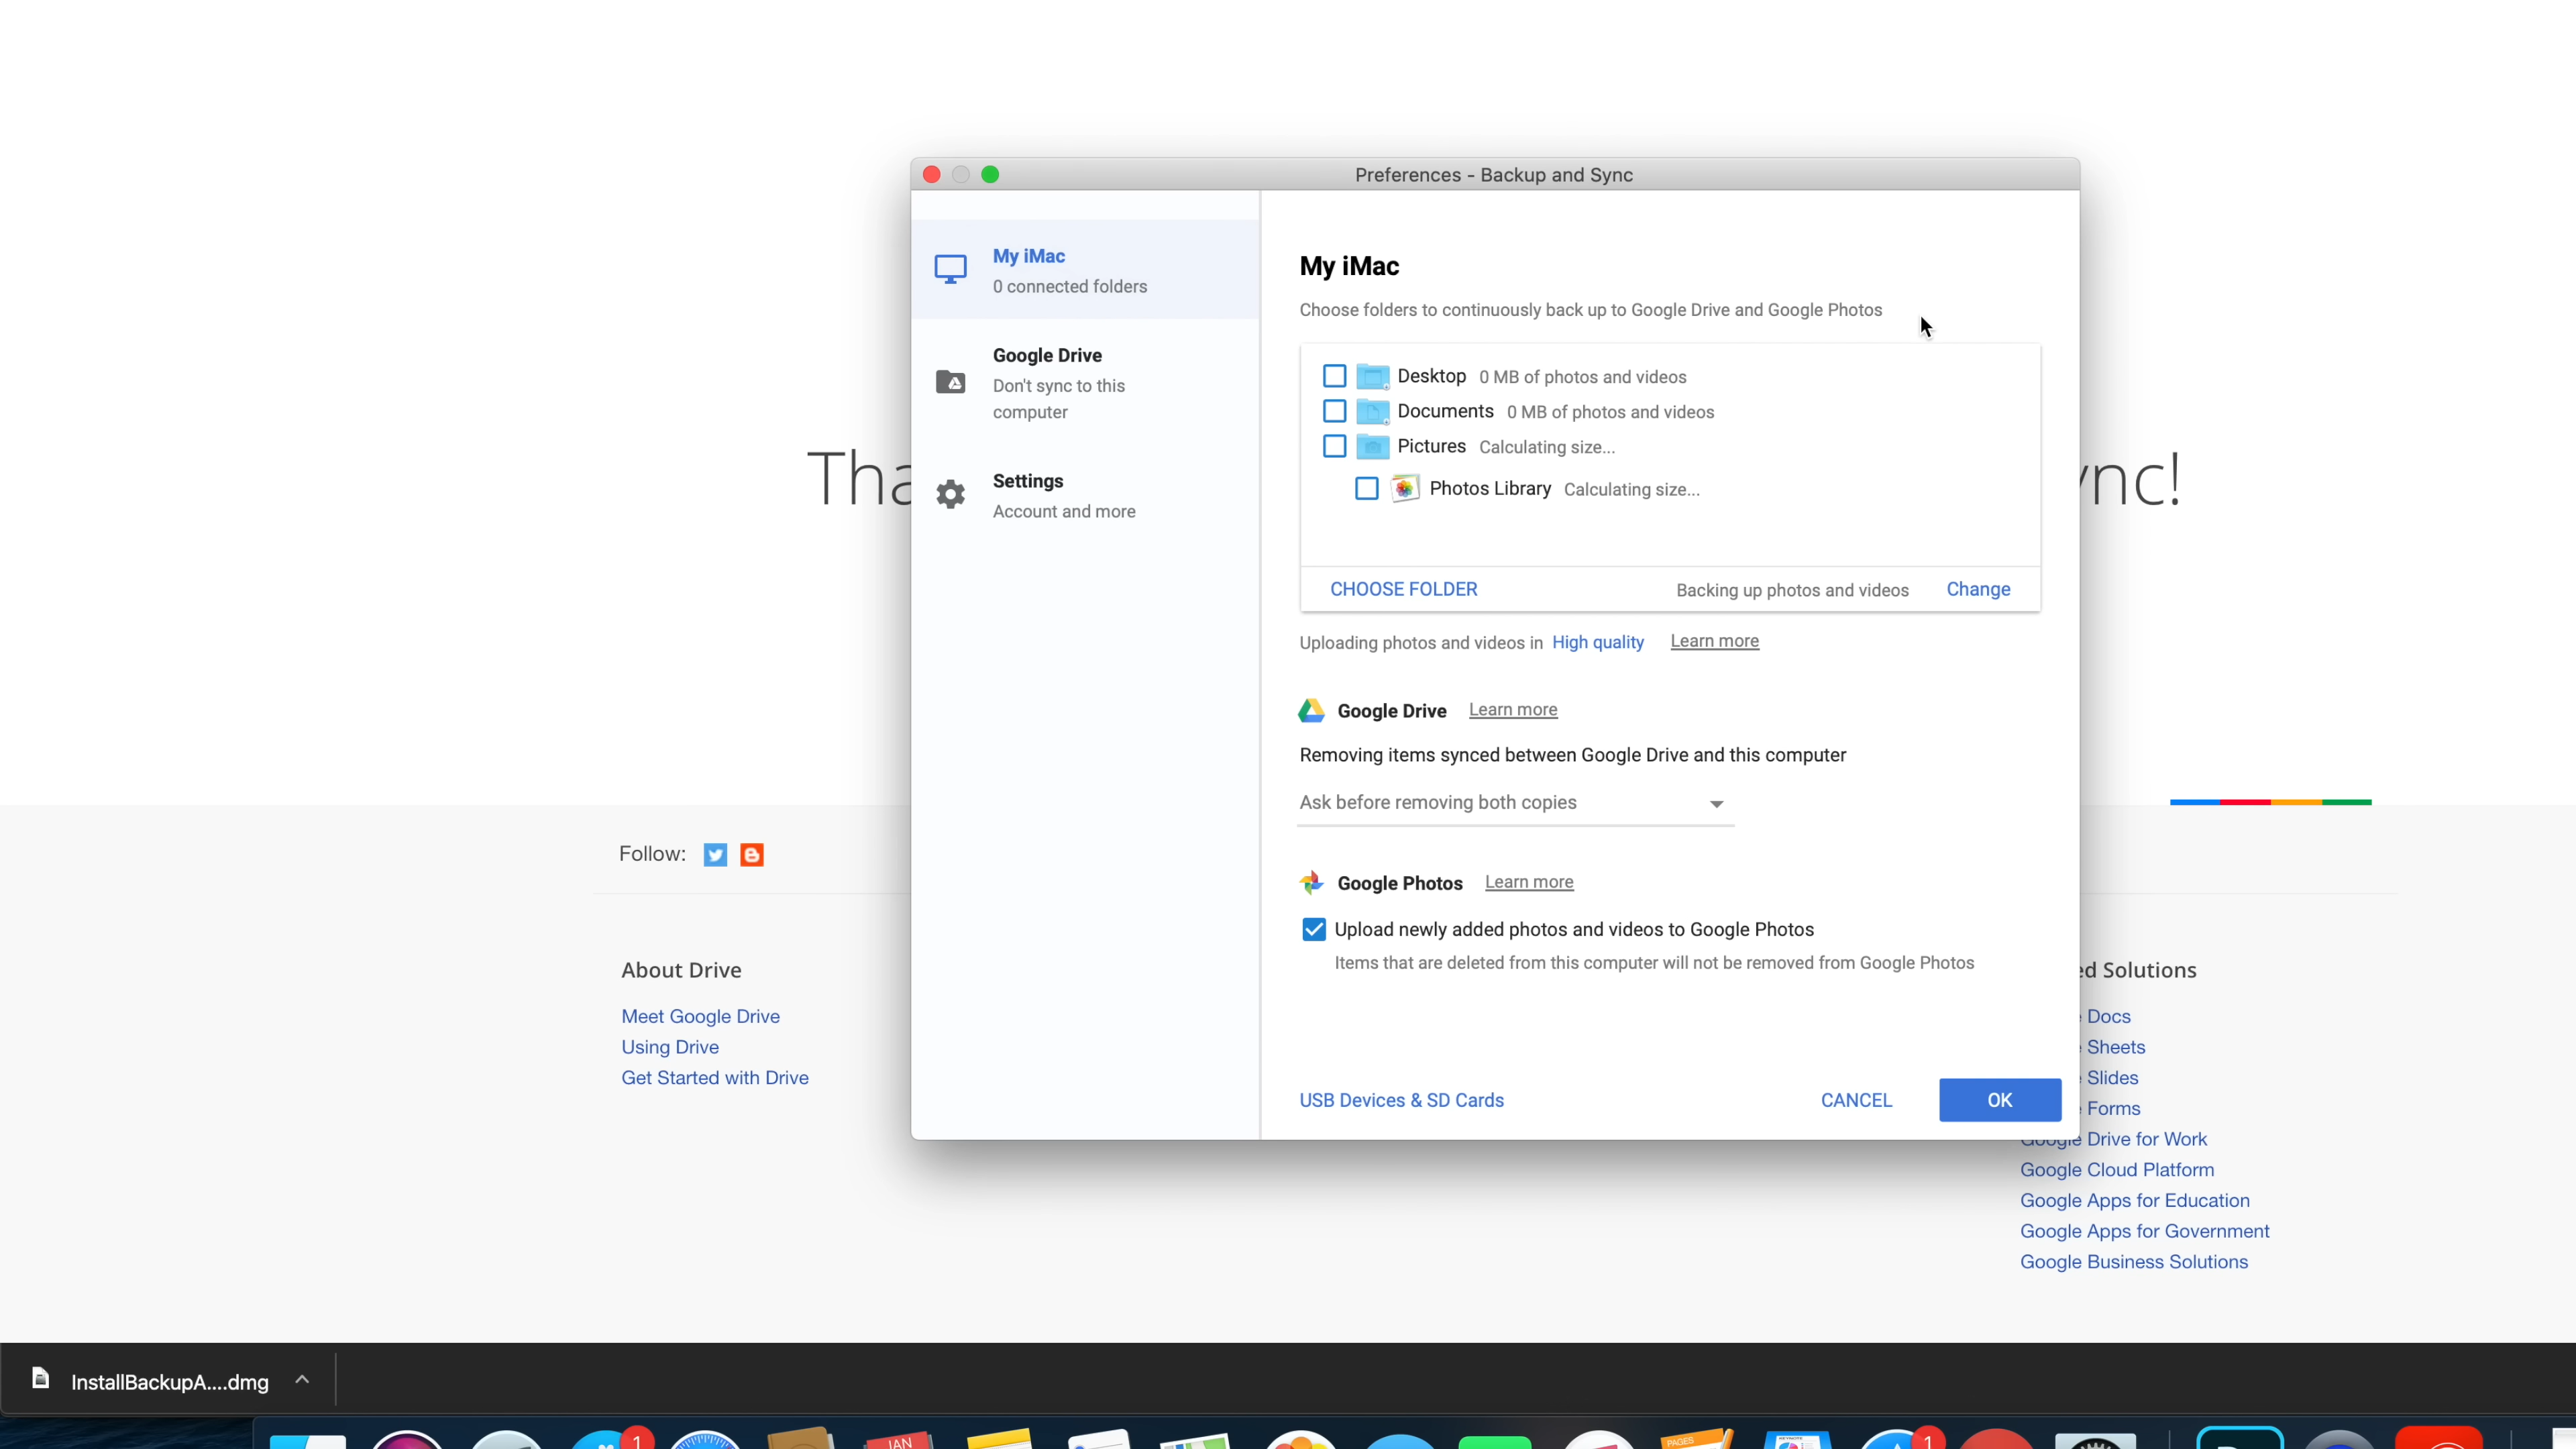 Preferences - Backup and Sync
My iMac
0 connected folders
Google Drive
Don't sync to this
computer
Settings
Account and more
My iMac
Choose folders to continuously back up to Google Drive and Google Photos
Desktop 0 MB of photos and videos
Documents 0 MB of photos and videos
Pictures Calculating size...
Photos Library Calculating size...
CHOOSE FOLDER Backing up photos and videos Change
Uploading photos and videos in High quality Learn more
Google Drive Learn more
Removing items synced between Google Drive and this computer
Ask before removing both copies
Google Photos Learn more
Upload newly added photos and videos to Google Photos
Items that are deleted from this computer will not be removed from Google Photos
USB Devices & SD Cards CANCEL OK
Tha
ync!
Follow:
About Drive
Meet Google Drive
Using Drive
Get Started with Drive
ed Solutions
Docs
Sheets
Slides
Forms
Google Drive for Work
Google Cloud Platform
Google Apps for Education
Google Apps for Government
Google Business Solutions
InstallBackupA....dmg
1
JAN
PAGES
1